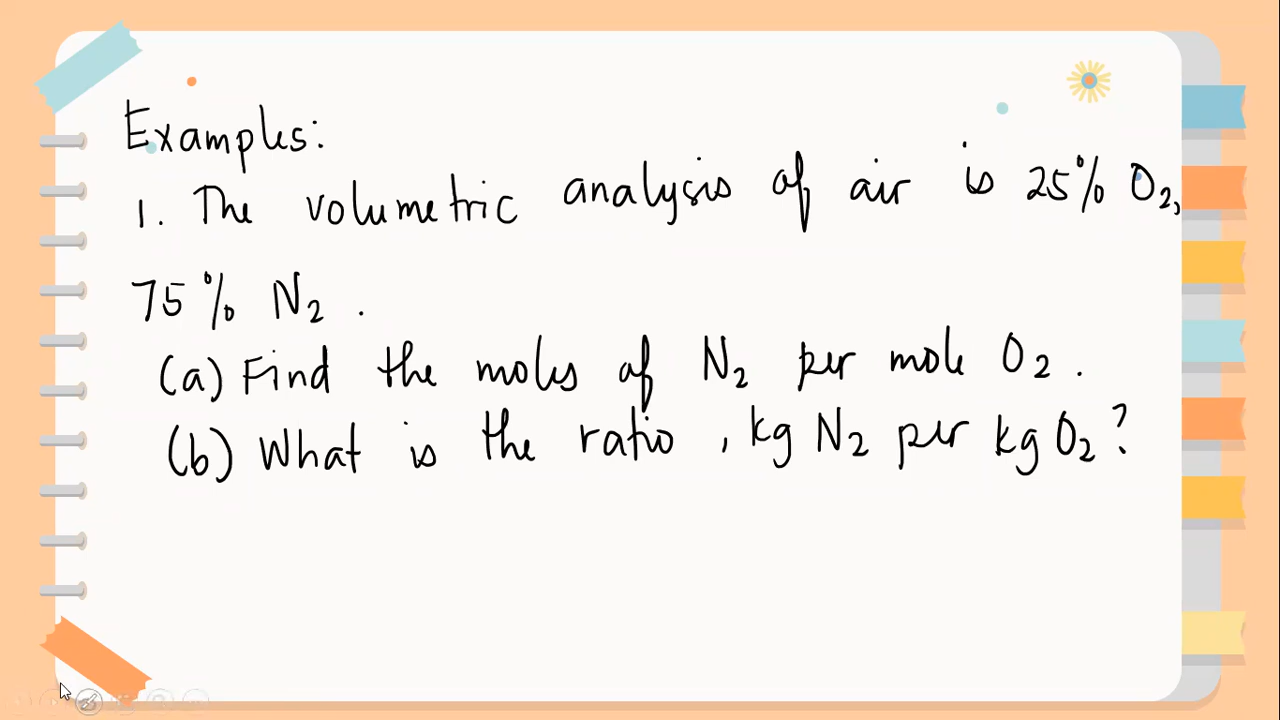 Examples:
1. The volumetric analysis of air is 25% O₂,
75% N₂.
(a) Find the moles of N₂ per mole O₂.
(b) What is the ratio, kg N₂ per kg O₂?